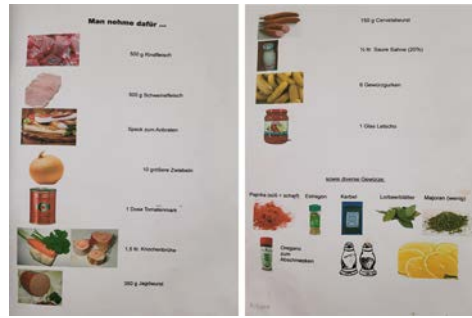 Man nehme dafür ...
500 g Rindfleisch
500 g Schweinefleisch
Speck zum Anbraten
10 größere Zwiebeln
1 Dose Tomatenmark
1,5 ltr. Knochenbrühe
350 g Jagdwurst
150 g Cervelatwurst
½ ltr. Saure Sahne (20%)
6 Gewürzgurken
1 Glas Letscho
sowie diverse Gewürze:
Paprika (süß + scharf)
Estragon
Kerbel
Lorbeerblätter
Majoran (wenig)
Oregano
zum
Abschmecken